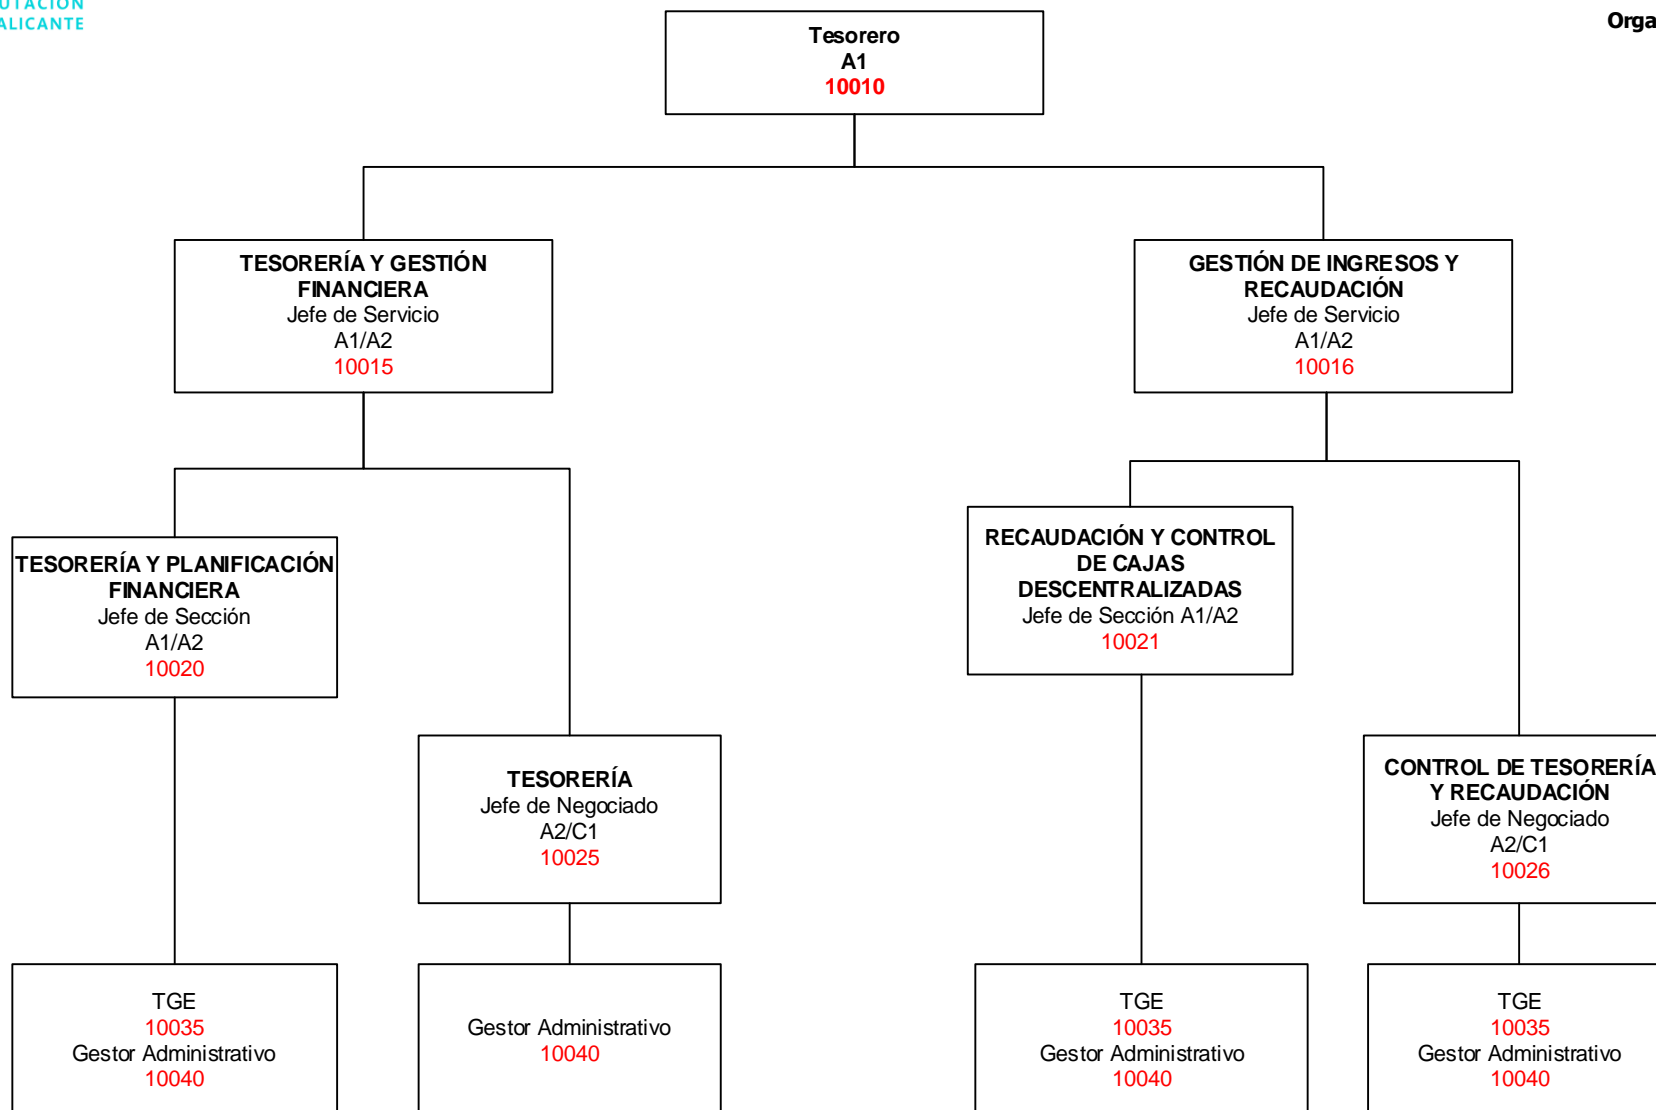 ALICANTE
Tesorero
A1
10010
TESORERÍA Y GESTIÓN
FINANCIERA
Jefe de Servicio
A1/A2
10015
GESTIÓN DE INGRESOS Y
RECAUDACIÓN
Jefe de Servicio
A1/A2
10016
TESORERÍA Y PLANIFICACIÓN
FINANCIERA
Jefe de Sección
A1/A2
10020
RECAUDACIÓN Y CONTROL
DE CAJAS
DESCENTRALIZADAS
Jefe de Sección A1/A2
10021
TESORERÍA
Jefe de Negociado
A2/C1
10025
CONTROL DE TESORERÍA
Y RECAUDACIÓN
Jefe de Negociado
A2/C1
10026
TGE
10035
Gestor Administrativo
10040
Gestor Administrativo
10040
TGE
10035
Gestor Administrativo
10040
TGE
10035
Gestor Administrativo
10040